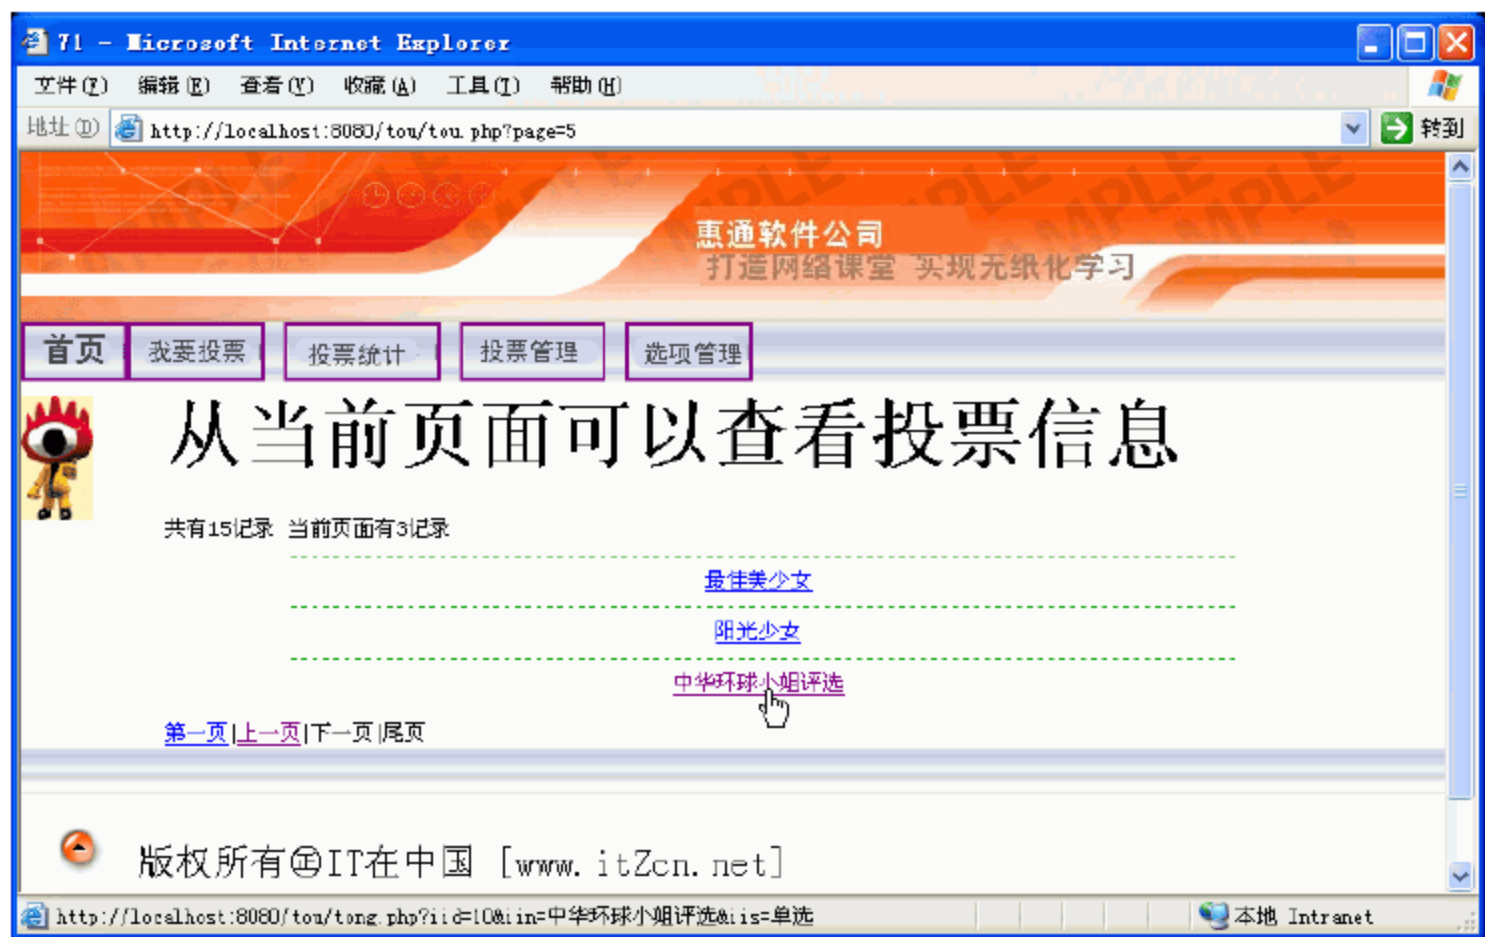 71 - Microsoft Internet Explorer
文件(F) 编辑(E) 查看(V) 收藏(A) 工具(T) 帮助(H)
地址(D) http://localhost:8080/tou/tou.php?page=5 转到
惠通软件公司
打造网络课堂 实现无纸化学习
首页 我要投票 投票统计 投票管理 选项管理
从当前页面可以查看投票信息
共有15记录 当前页面有3记录
最佳美少女
阳光少女
中华环球小姐评选
第一页|上一页|下一页|尾页
版权所有㊣IT在中国 [www.itZcn.net]
http://localhost:8080/tou/tong.php?iid=10&iin=中华环球小姐评选&iis=单选 本地 Intranet